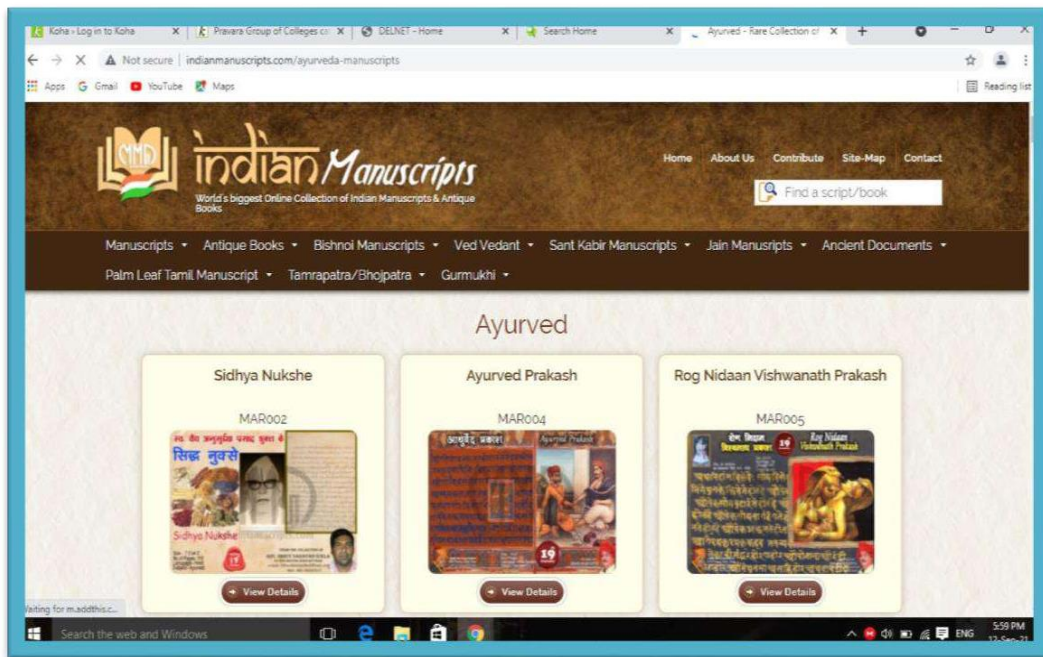 Koha › Log in to Koha
Pravara Group of Colleges ca
DELNET - Home
Search Home
Ayurved - Rare Collection of
Not secure | indianmanuscripts.com/ayurveda-manuscripts
Apps Gmail YouTube Maps Reading list
indian Manuscripts
World's biggest Online Collection of Indian Manuscripts & Antique
Books
Home About Us Contribute Site-Map Contact
Find a script/book
Manuscripts Antique Books Bishnoi Manuscripts Ved Vedant Sant Kabir Manuscripts Jain Manusripts Ancient Documents
Palm Leaf Tamil Manuscript Tamrapatra/Bhojpatra Gurmukhi
Ayurved
Sidhya Nukshe
MAR002
सिद्ध नुक्से
Sidhya Nukshe
View Details
Ayurved Prakash
MAR004
आयुर्वेद प्रकाश Ayurved Prakash
19
View Details
Rog Nidaan Vishwanath Prakash
MAR005
रोग निदान
विश्वनाथ प्रकाश
19
Rog Nidaan
Vishwanath Prakash
View Details
Waiting for m.addthis.c...
Search the web and Windows
ENG
5:59 PM
12-Sep-21